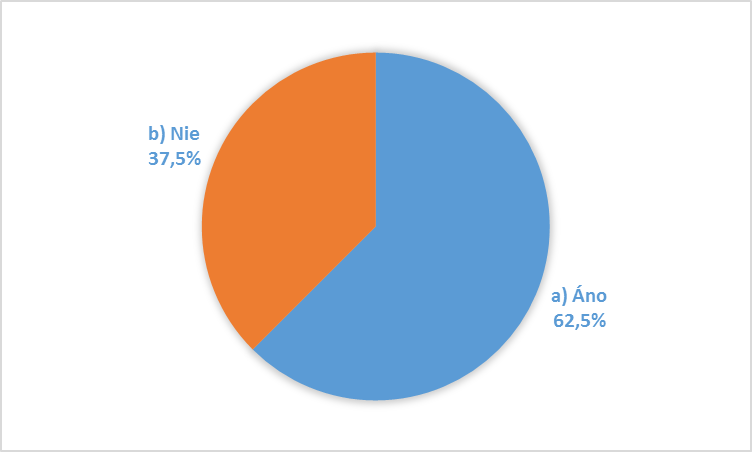 b) Nie
37,5%
a) Áno
62,5%